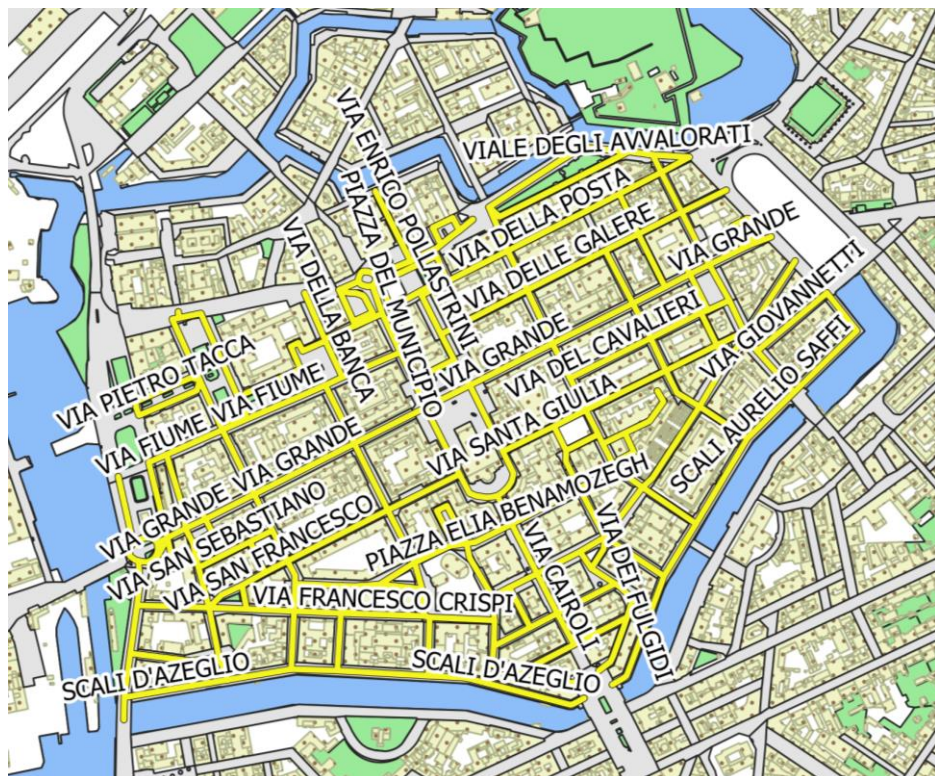 VIALE DEGLI AVVALORATI
VIA ENRICO POLLASTRINI
PIAZZA DEL MUNICIPIO
VIA DELLA POSTA
VIA DELLE GALERE
VIA GRANDE
VIA DELLA BANCA
VIA GIOVANNETTI
VIA PIETRO TACCA
VIA GRANDE
VIA DEL CAVALIERI
VIA FIUME VIA FIUME
VIA SANTA GIULIA
SCALI AURELIO SAFFI
VIA GRANDE VIA GRANDE
VIA SAN SEBASTIANO
VIA SAN FRANCESCO
PIAZZA ELIA BENAMOZEGH
VIA DEI FULGIDI
VIA CAIROLI
VIA FRANCESCO CRISPI
SCALI D'AZEGLIO
SCALI D'AZEGLIO